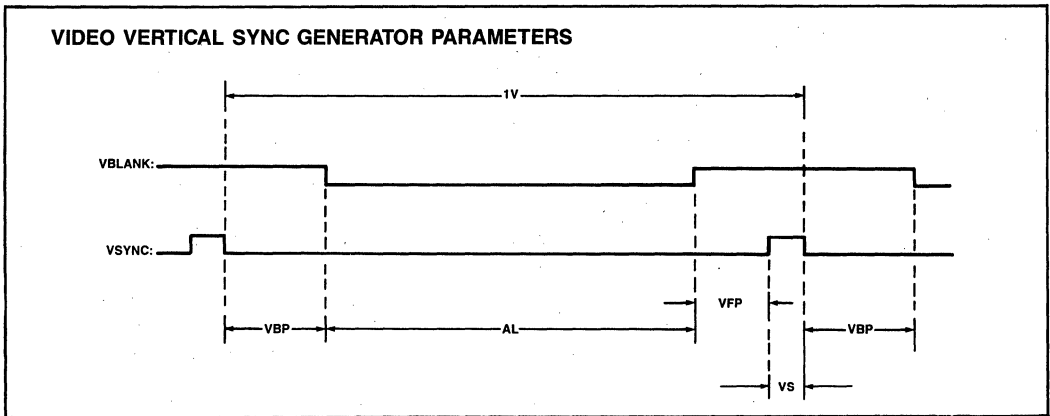 VIDEO VERTICAL SYNC GENERATOR PARAMETERS
1V
VBLANK:
VSYNC:
VFP
VBP
AL
VBP
VS